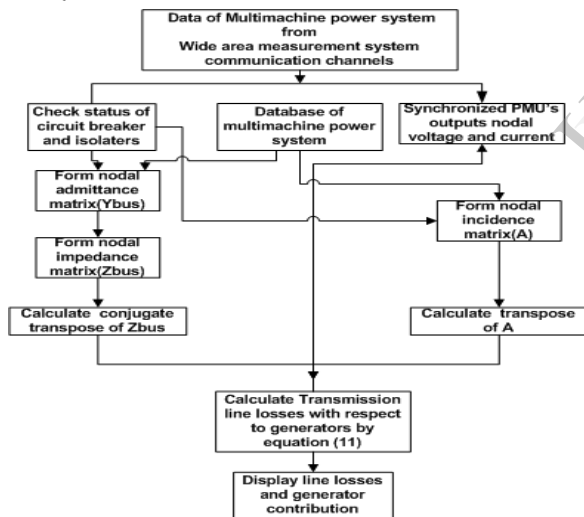 Data of Multimachine power system
from
Wide area measurement system
communication channels
Check status of
circuit breaker
and isolaters
Database of
multimachine power
system
Synchronized PMU's
outputs nodal
voltage and current
Form nodal
admittance
matrix(Ybus)
Form nodal
incidence
matrix(A)
Form nodal
impedance
matrix(Zbus)
Calculate conjugate
transpose of Zbus
Calculate transpose
of A
Calculate Transmission
line losses with respect
to generators by
equation (11)
Display line losses
and generator
contribution